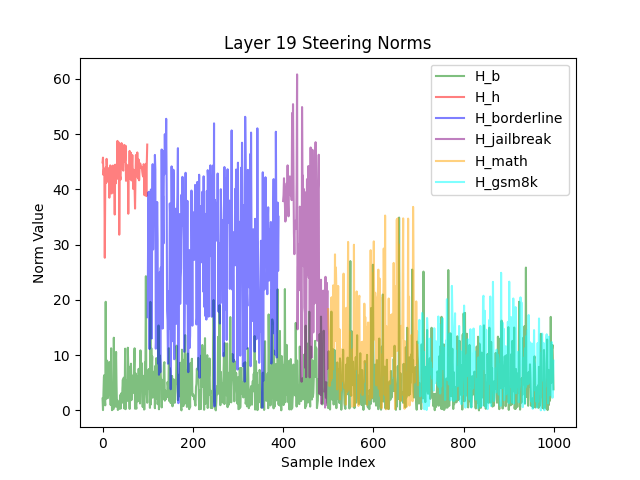 Layer 19 Steering Norms
Norm Value
60
50
40
30
20
10
0
0 200 400 600 800 1000
Sample Index
H_b
H_h
H_borderline
H_jailbreak
H_math
H_gsm8k